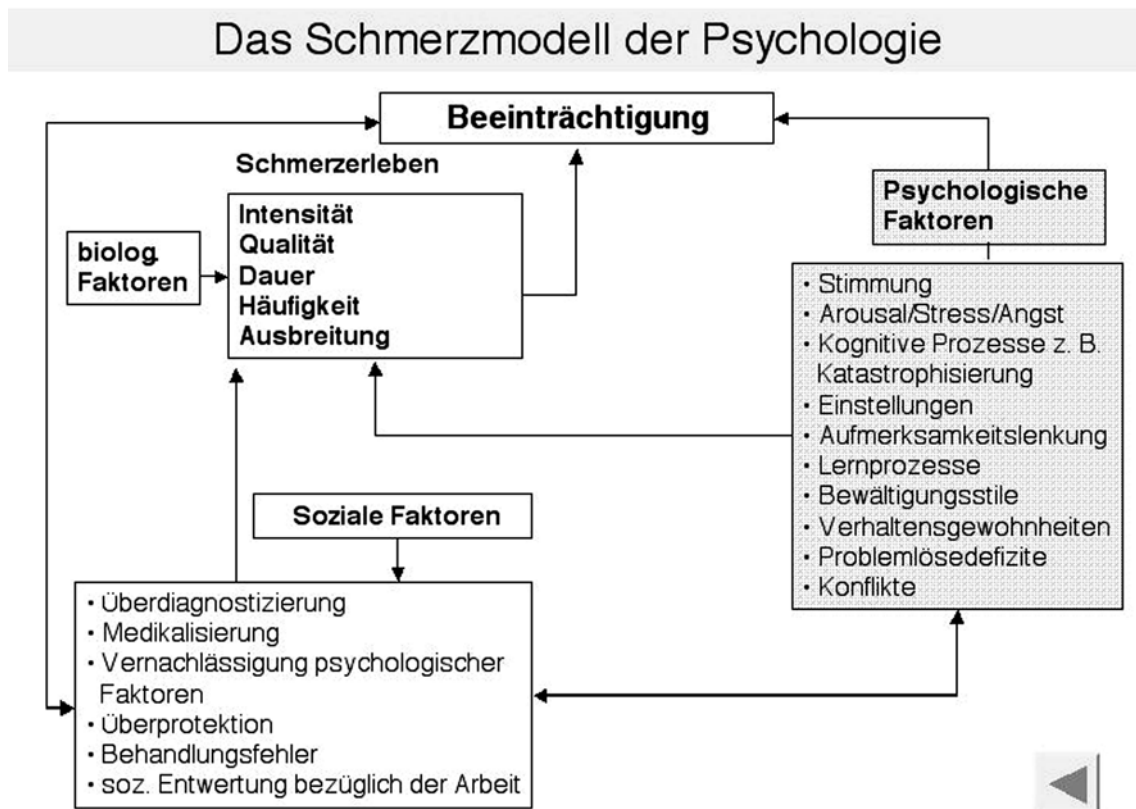 Das Schmerzmodell der Psychologie
Beeinträchtigung
Schmerzerleben
Intensität
Qualität
Dauer
Häufigkeit
Ausbreitung
biolog.
Faktoren
Psychologische
Faktoren
• Stimmung
• Arousal/Stress/Angst
• Kognitive Prozesse z. B.
Katastrophisierung
• Einstellungen
• Aufmerksamkeitslenkung
• Lernprozesse
• Bewältigungsstile
• Verhaltensgewohnheiten
• Problemlösedefizite
• Konflikte
Soziale Faktoren
• Überdiagnostizierung
• Medikalisierung
• Vernachlässigung psychologischer
Faktoren
• Überprotektion
• Behandlungsfehler
• soz. Entwertung bezüglich der Arbeit